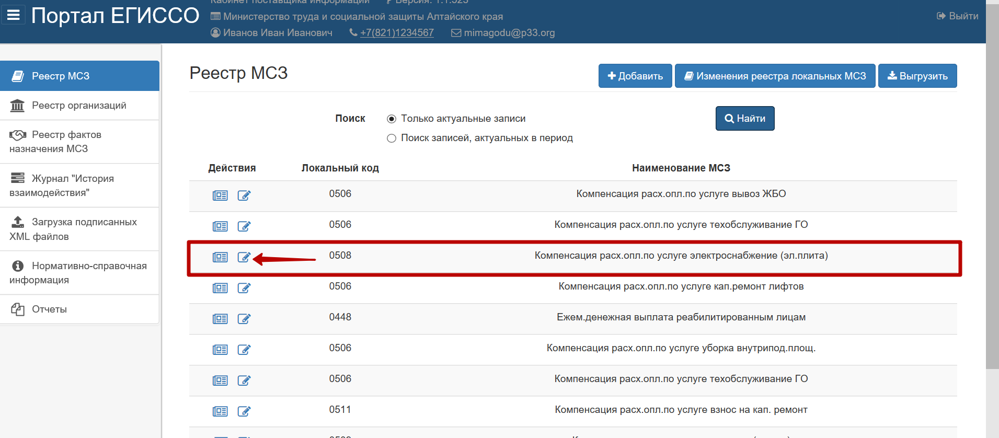 Кабинет поставщика информации Версия: 1.1.523
Портал ЕГИССО
Министерство труда и социальной защиты Алтайского края
Выйти
Иванов Иван Иванович +7(821)1234567 mimagodu@p33.org
Реестр МСЗ
Реестр организаций
Реестр фактов
назначения МСЗ
Журнал "История
взаимодействия"
Загрузка подписанных
XML файлов
Нормативно-справочная
информация
Отчеты
Реестр МСЗ
Добавить Изменения реестра локальных МСЗ Выгрузить
Поиск Только актуальные записи Найти
Поиск записей, актуальных в период
Действия Локальный код Наименование МСЗ
0506 Компенсация расх.опл.по услуге вывоз ЖБО
0506 Компенсация расх.опл.по услуге техобслуживание ГО
0508 Компенсация расх.опл.по услуге электроснабжение (эл.плита)
0506 Компенсация расх.опл.по услуге кап.ремонт лифтов
0448 Ежем.денежная выплата реабилитированным лицам
0506 Компенсация расх.опл.по услуге уборка внутрипод.площ.
0506 Компенсация расх.опл.по услуге техобслуживание ГО
0511 Компенсация расх.опл.по услуге взнос на кап. ремонт